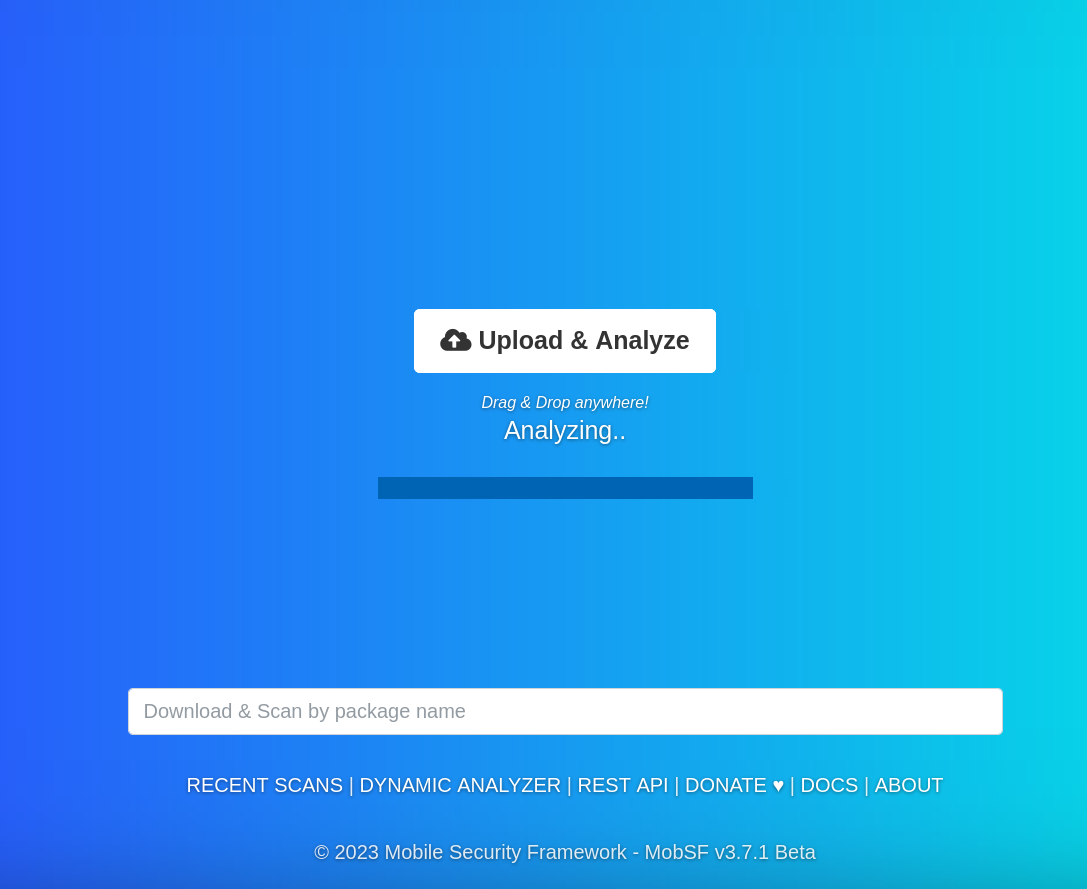 Upload & Analyze
Drag & Drop anywhere!
Analyzing..
Download & Scan by package name
RECENT SCANS | DYNAMIC ANALYZER | REST API | DONATE ♥ | DOCS | ABOUT
© 2023 Mobile Security Framework - MobSF v3.7.1 Beta